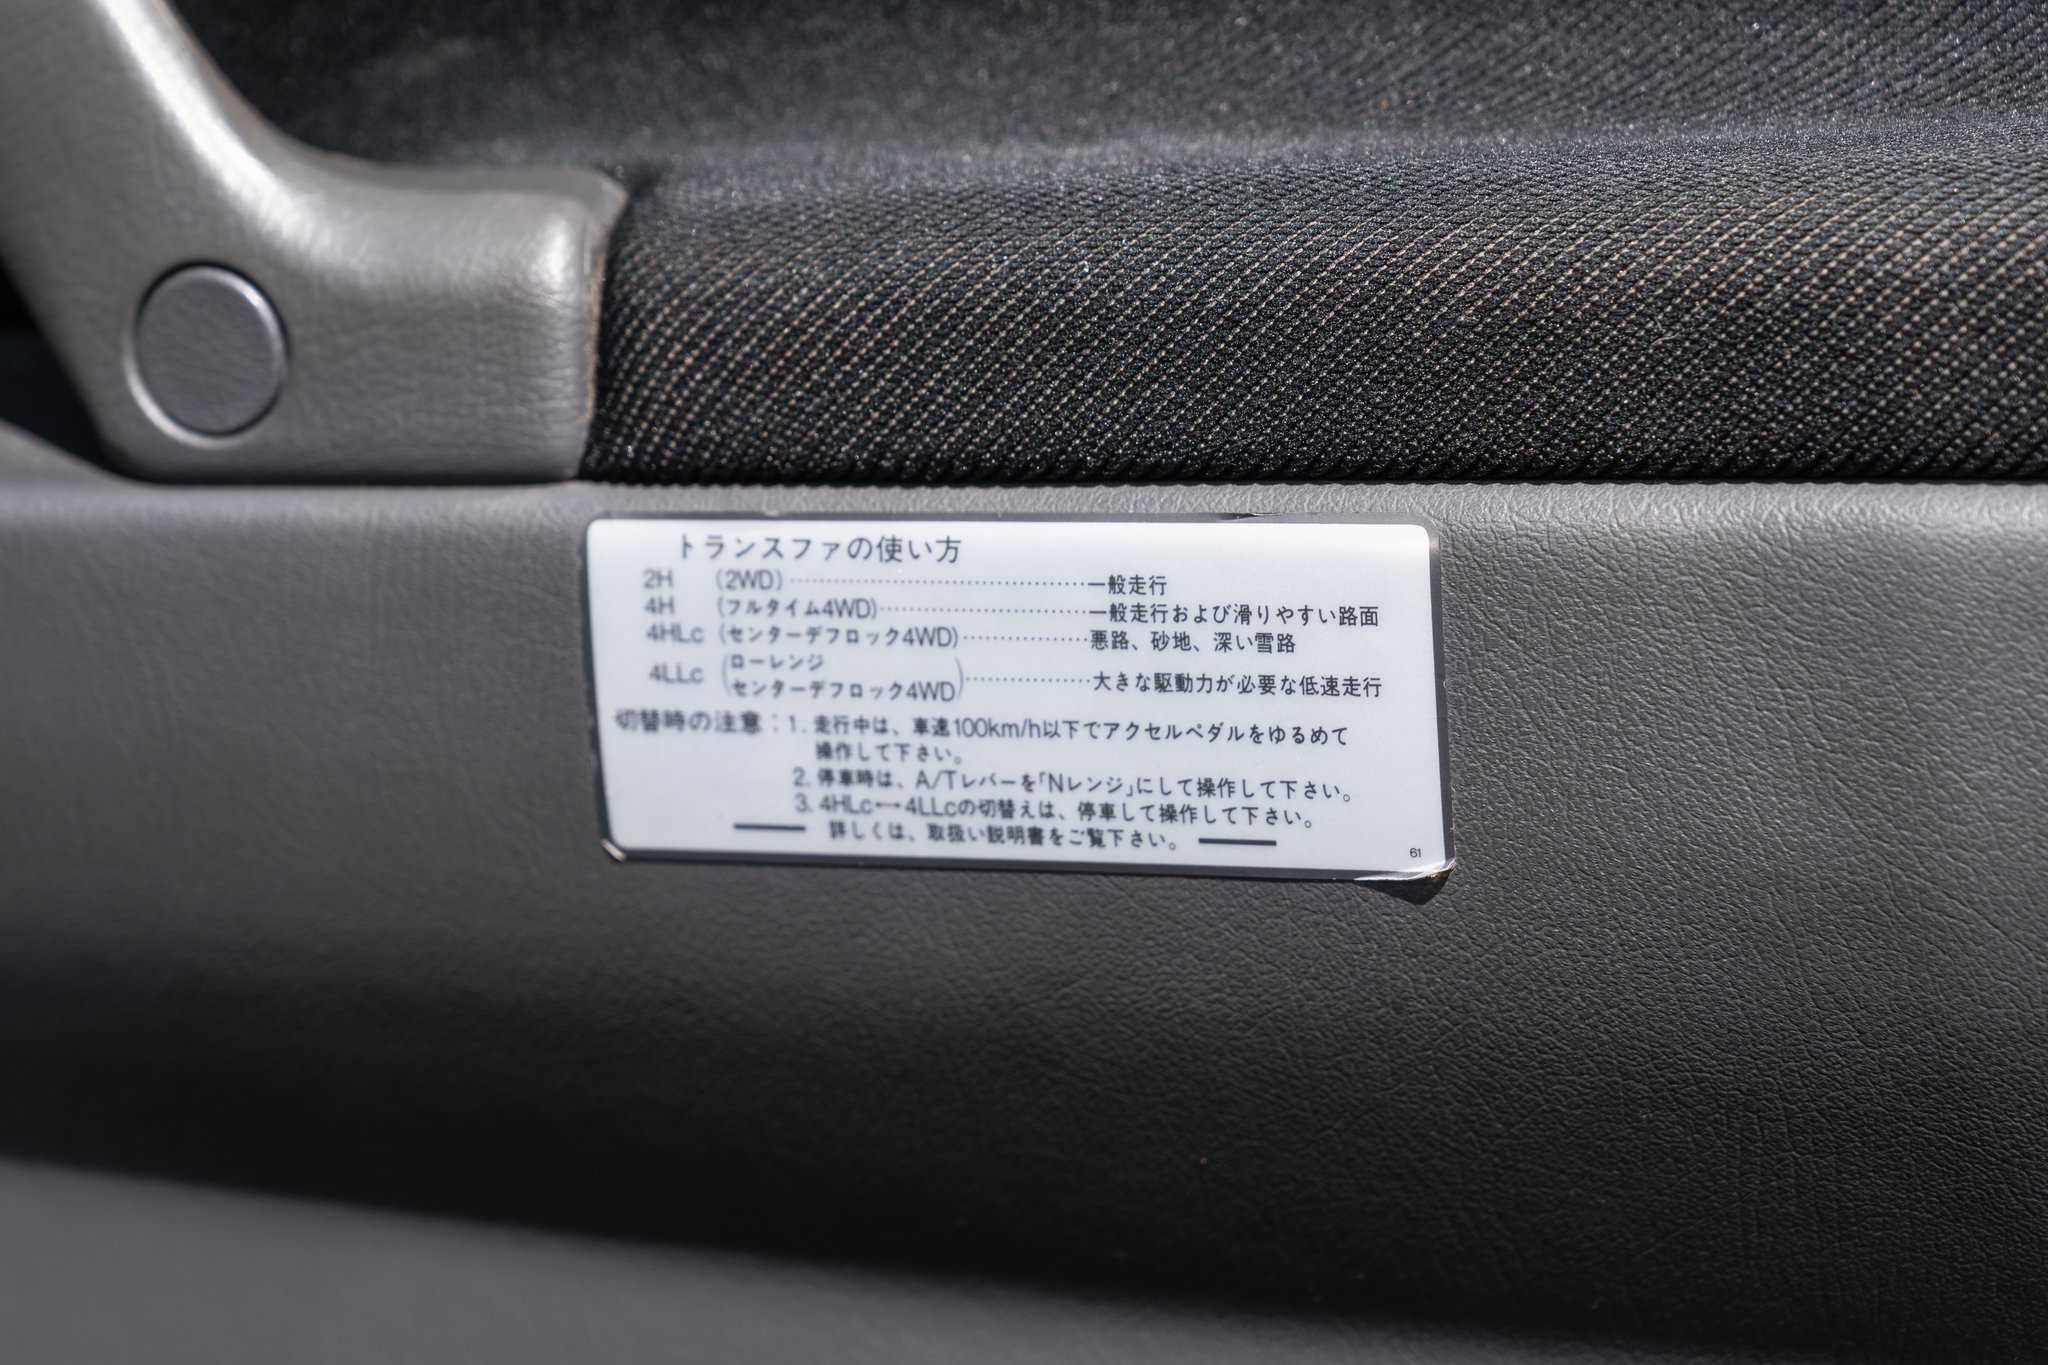 トランスファの使い方
2H (2WD)……………………………一般走行
4H (フルタイム4WD)……………………一般走行および滑りやすい路面
4HLc (センターデフロック4WD)……………悪路、砂地、深い雪路
4LLc (ローレンジ
センターデフロック4WD)……………大きな駆動力が必要な低速走行
切替時の注意：1. 走行中は、車速100km/h以下でアクセルペダルをゆるめて
操作して下さい。
2. 停車時は、A/Tレバーを「Nレンジ」にして操作して下さい。
3. 4HLc↔4LLcの切替えは、停車して操作して下さい。
詳しくは、取扱い説明書をご覧下さい。
61